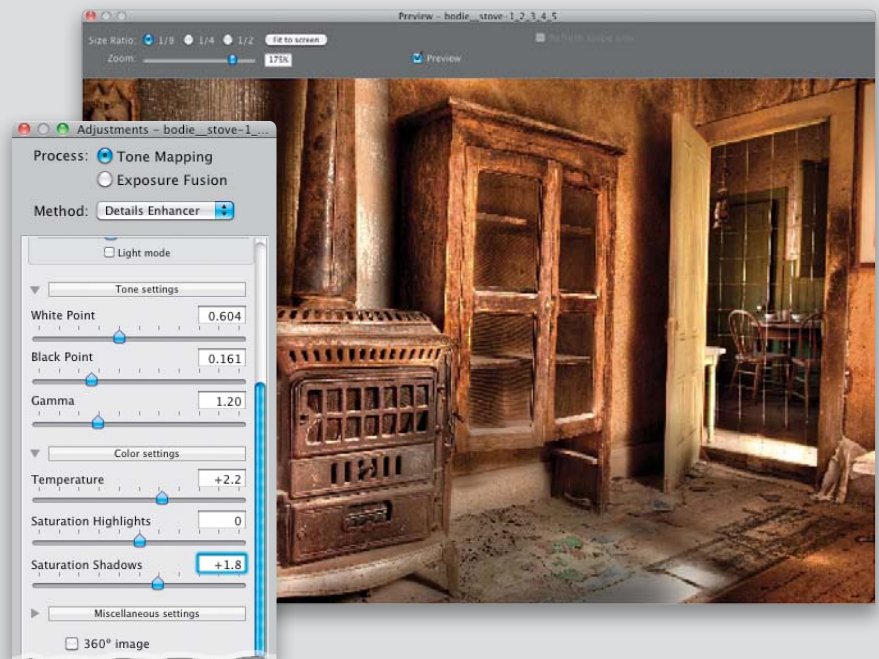 Preview – bodie__stove-1_2_3_4_5
Size Ratio: 1/8 1/4 1/2 Fit to screen
Zoom: 175% Preview
Adjustments – bodie__stove-1_...
Process: Tone Mapping
Exposure Fusion
Method: Details Enhancer
Light mode
Tone settings
White Point 0.604
Black Point 0.161
Gamma 1.20
Color settings
Temperature +2.2
Saturation Highlights 0
Saturation Shadows +1.8
Miscellaneous settings
360° image